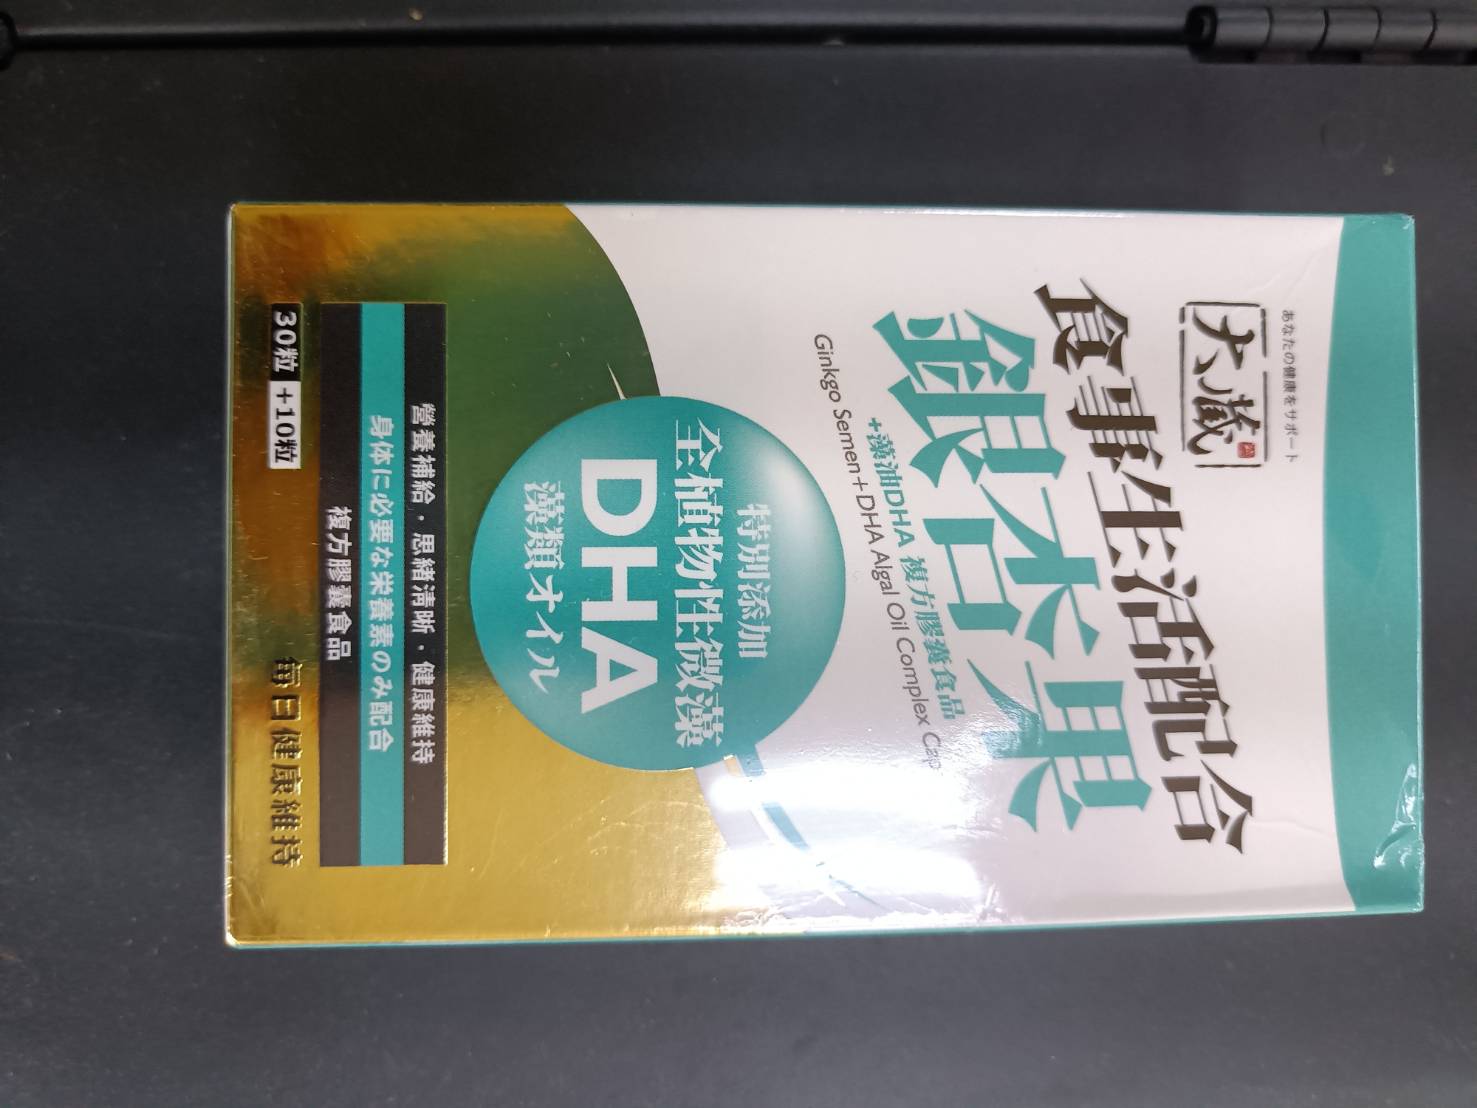 あなたの健康をサポート
大藏
食事生活配合
銀杏果
+藻油DHA 複方膠囊食品
Ginkgo Semen+DHA Algal Oil Complex Cap
特別添加
全植物性微藻
DHA
藻類オイル
營養補給・思緒清晰・健康維持
身体に必要な栄養素のみ配合
複方膠囊食品
30粒 +10粒
毎日健康維持